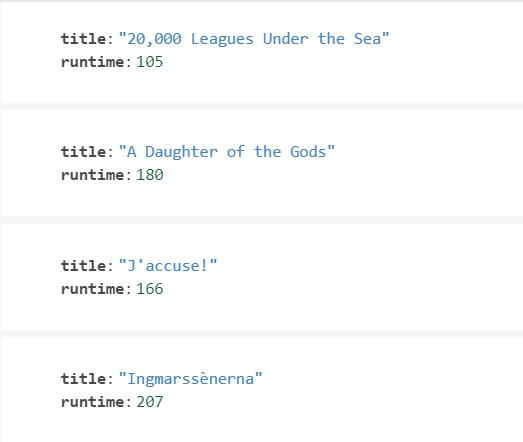 title: "20,000 Leagues Under the Sea"
runtime: 105
title: "A Daughter of the Gods"
runtime: 180
title: "J'accuse!"
runtime: 166
title: "Ingmarssènerna"
runtime: 207